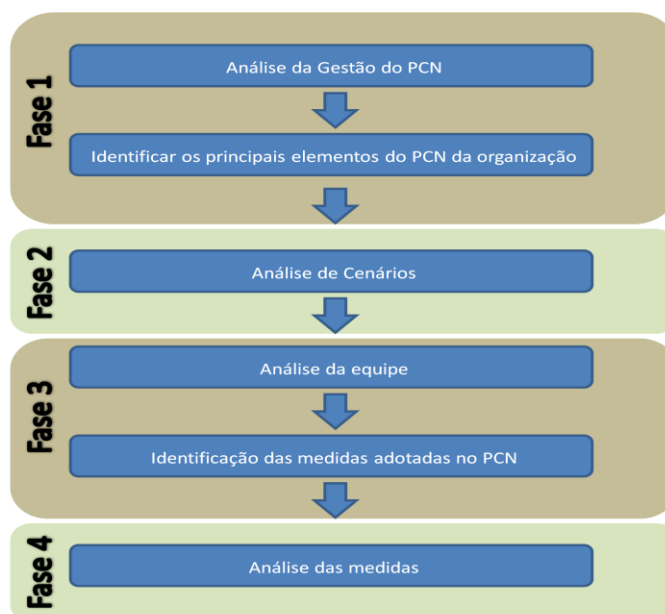 Fase 1
Análise da Gestão do PCN
Identificar os principais elementos do PCN da organização
Fase 2
Análise de Cenários
Fase 3
Análise da equipe
Identificação das medidas adotadas no PCN
Fase 4
Análise das medidas